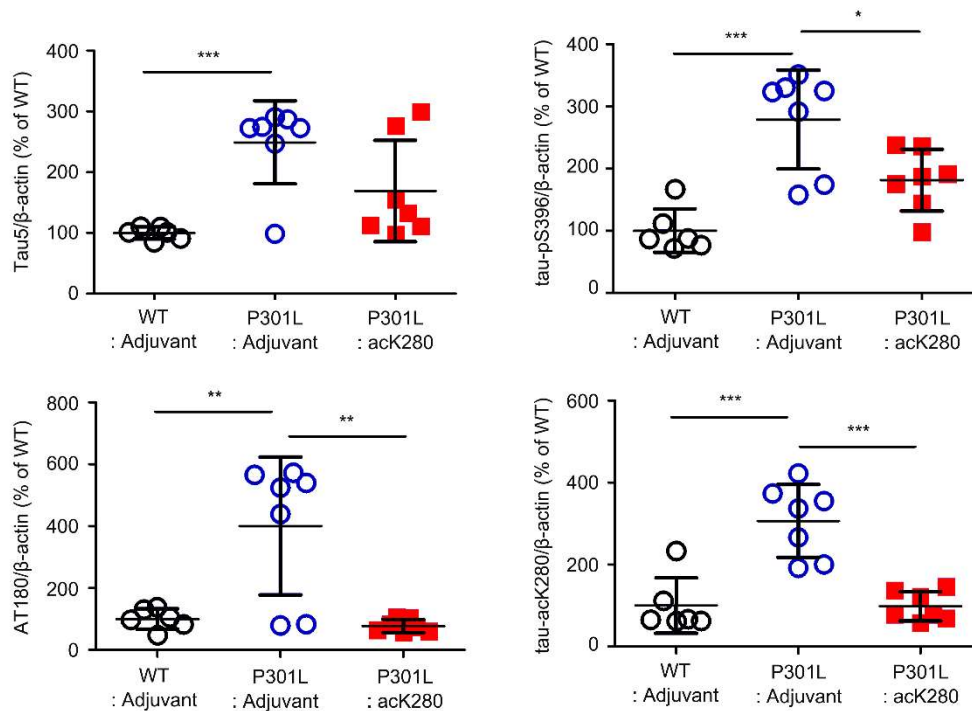 ***
400
300
200
100
0
Tau5/β-actin (% of WT)
WT
: Adjuvant
P301L
: Adjuvant
P301L
: acK280
***
*
400
300
200
100
0
tau-pS396/β-actin (% of WT)
WT
: Adjuvant
P301L
: Adjuvant
P301L
: acK280
**
**
800
600
400
200
0
AT180/β-actin (% of WT)
WT
: Adjuvant
P301L
: Adjuvant
P301L
: acK280
***
***
600
400
200
0
tau-acK280/β-actin (% of WT)
WT
: Adjuvant
P301L
: Adjuvant
P301L
: acK280